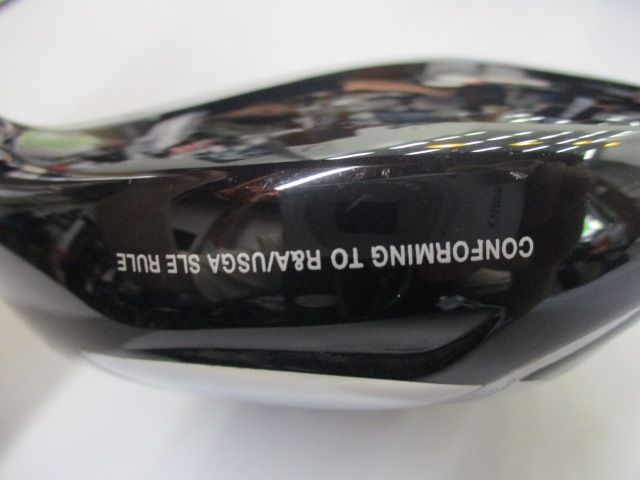 CONFORMING TO R&A/USGA SLE RULE